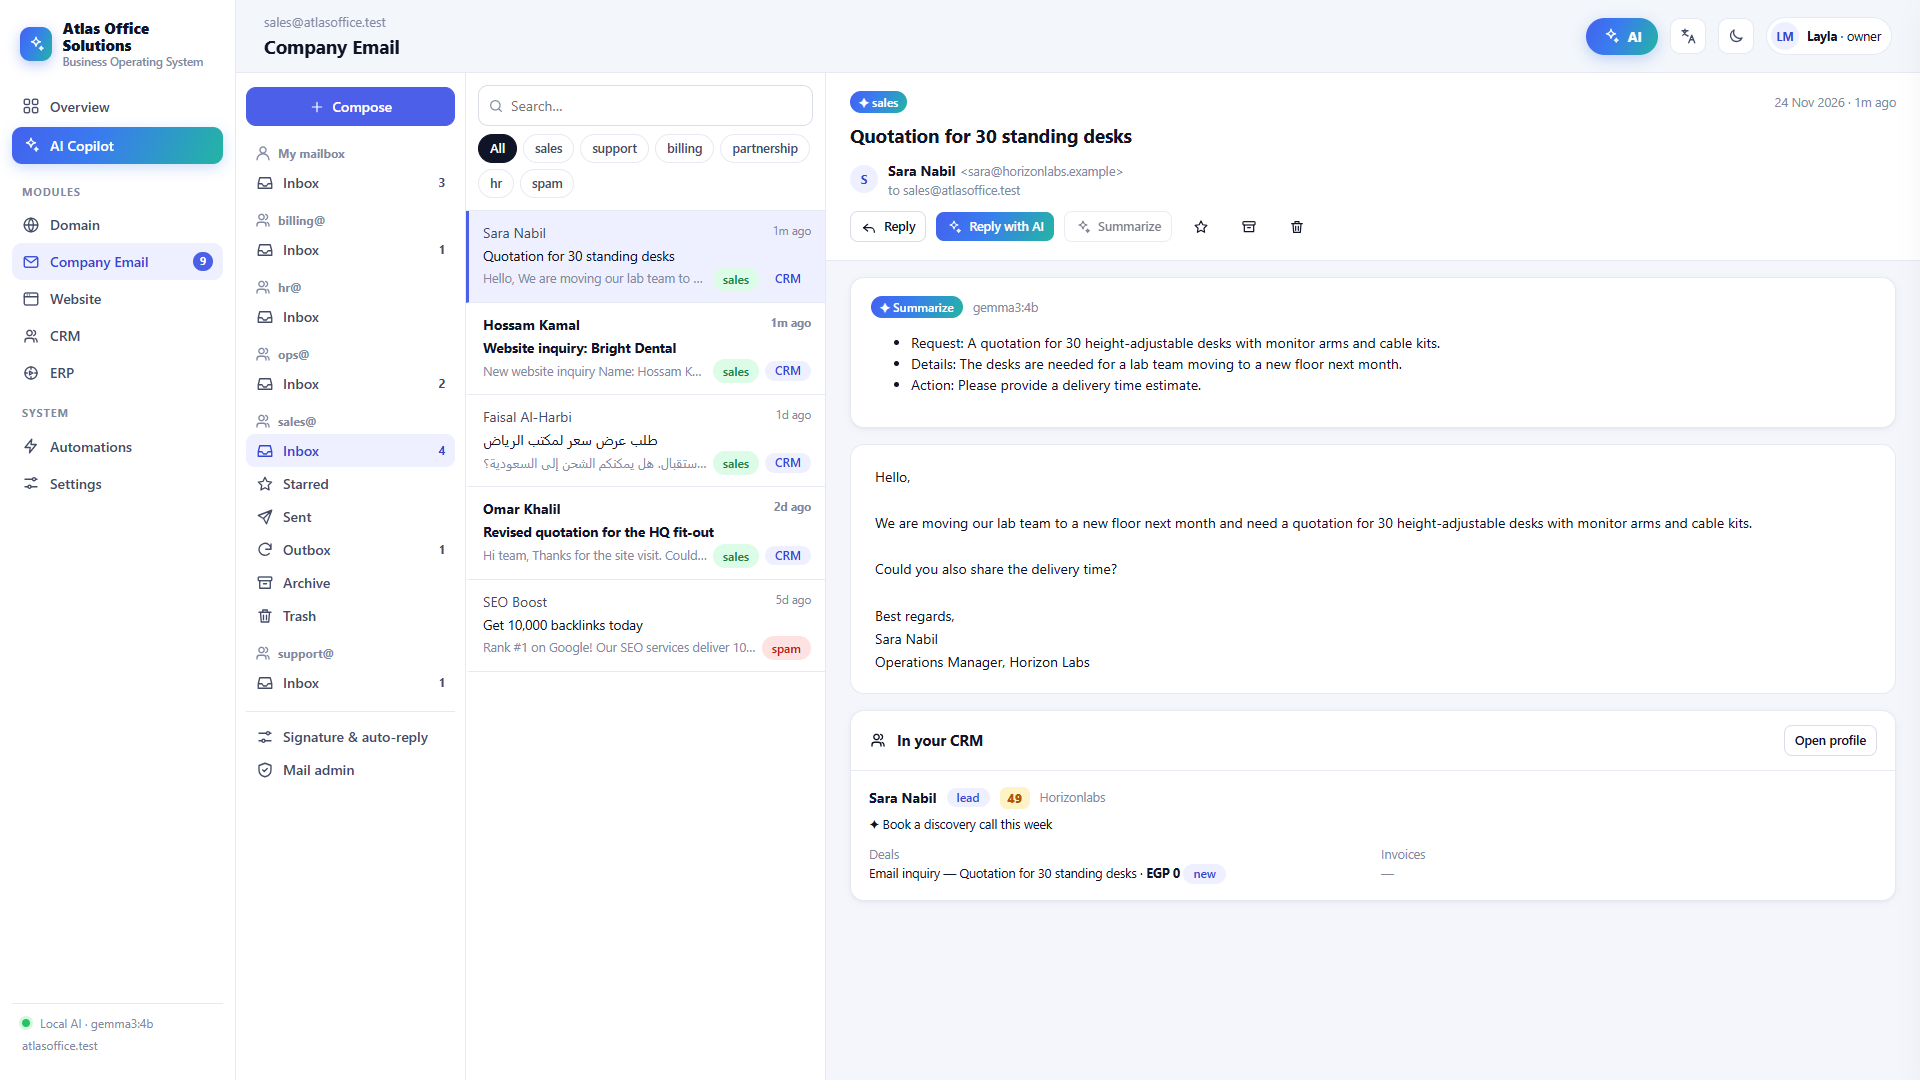 Atlas Office Solutions
Business Operating System
Overview
AI Copilot
MODULES
Domain
Company Email 9
Website
CRM
ERP
SYSTEM
Automations
Settings
Local AI · gemma3:4b
atlasoffice.test
sales@atlasoffice.test
Company Email
AI
LM Layla · owner
+ Compose
My mailbox
Inbox 3
billing@
Inbox 1
hr@
Inbox
ops@
Inbox 2
sales@
Inbox 4
Starred
Sent
Outbox 1
Archive
Trash
support@
Inbox 1
Signature & auto-reply
Mail admin
Search...
All sales support billing partnership
hr spam
Sara Nabil 1m ago
Quotation for 30 standing desks
Hello, We are moving our lab team to ... sales CRM
Hossam Kamal 1m ago
Website inquiry: Bright Dental
New website inquiry Name: Hossam K... sales CRM
Faisal Al-Harbi 1d ago
طلب عرض سعر لمكتب الرياض
...ستقبال. هل يمكنكم الشحن إلى السعودية؟ sales CRM
Omar Khalil 2d ago
Revised quotation for the HQ fit-out
Hi team, Thanks for the site visit. Could... sales CRM
SEO Boost 5d ago
Get 10,000 backlinks today
Rank #1 on Google! Our SEO services deliver 10... spam
✦ sales 24 Nov 2026 · 1m ago
Quotation for 30 standing desks
S Sara Nabil <sara@horizonlabs.example>
to sales@atlasoffice.test
Reply Reply with AI Summarize
✦ Summarize gemma3:4b
• Request: A quotation for 30 height-adjustable desks with monitor arms and cable kits.
• Details: The desks are needed for a lab team moving to a new floor next month.
• Action: Please provide a delivery time estimate.
Hello,
We are moving our lab team to a new floor next month and need a quotation for 30 height-adjustable desks with monitor arms and cable kits.
Could you also share the delivery time?
Best regards,
Sara Nabil
Operations Manager, Horizon Labs
In your CRM Open profile
Sara Nabil lead 49 Horizonlabs
✦ Book a discovery call this week
Deals Invoices
Email inquiry — Quotation for 30 standing desks · EGP 0 new —